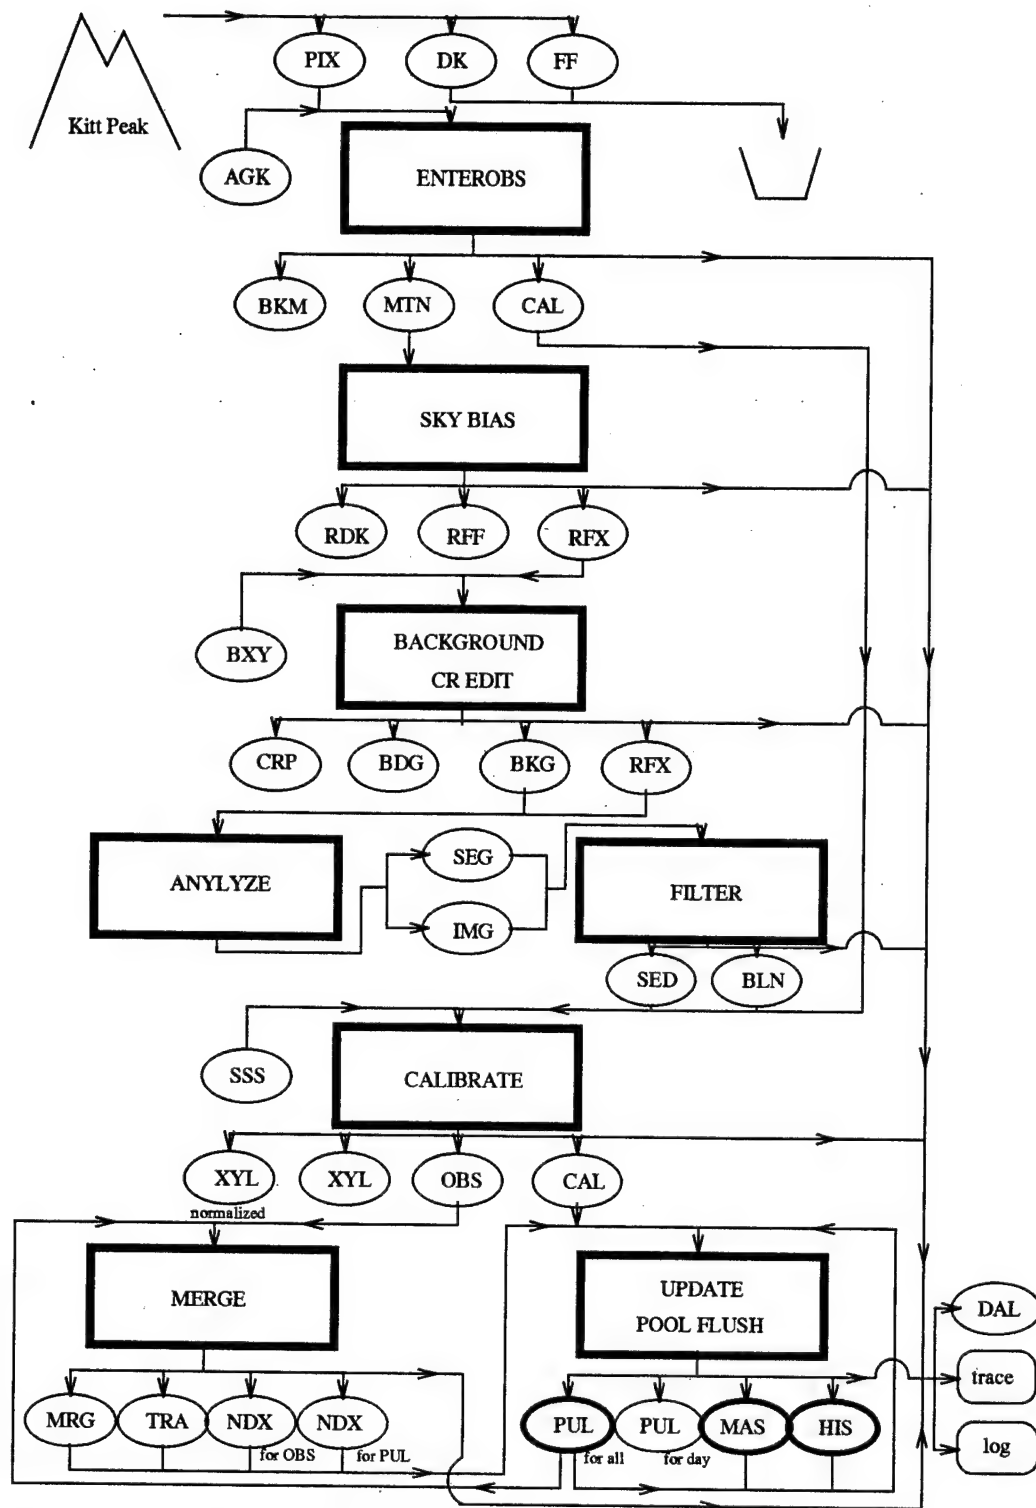 PIX
DK
FF
Kitt Peak
AGK
ENTEROBS
BKM
MTN
CAL
SKY BIAS
RDK
RFF
RFX
BXY
BACKGROUND
CR EDIT
CRP
BDG
BKG
RFX
ANYLYZE
SEG
IMG
FILTER
SED
BLN
SSS
CALIBRATE
XYL
normalized
XYL
OBS
CAL
MERGE
UPDATE
POOL FLUSH
DAL
trace
log
MRG
TRA
NDX
for OBS
NDX
for PUL
PUL
for all
PUL
for day
MAS
HIS